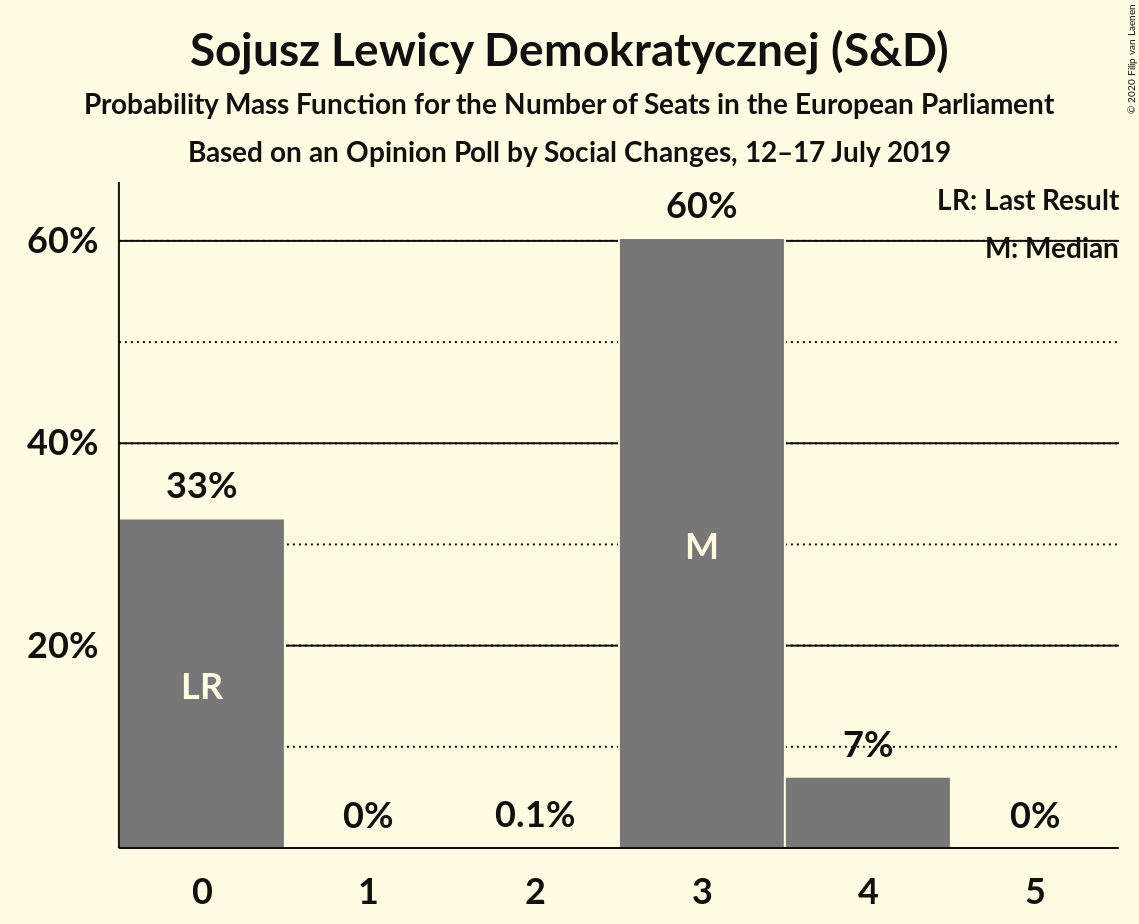 Sojusz Lewicy Demokratycznej (S&D)
Probability Mass Function for the Number of Seats in the European Parliament
Based on an Opinion Poll by Social Changes, 12–17 July 2019
© 2020 Filip van Laenen
LR: Last Result
M: Median
60%
40%
20%
33%
0%
0.1%
60%
7%
0%
LR
M
0 1 2 3 4 5